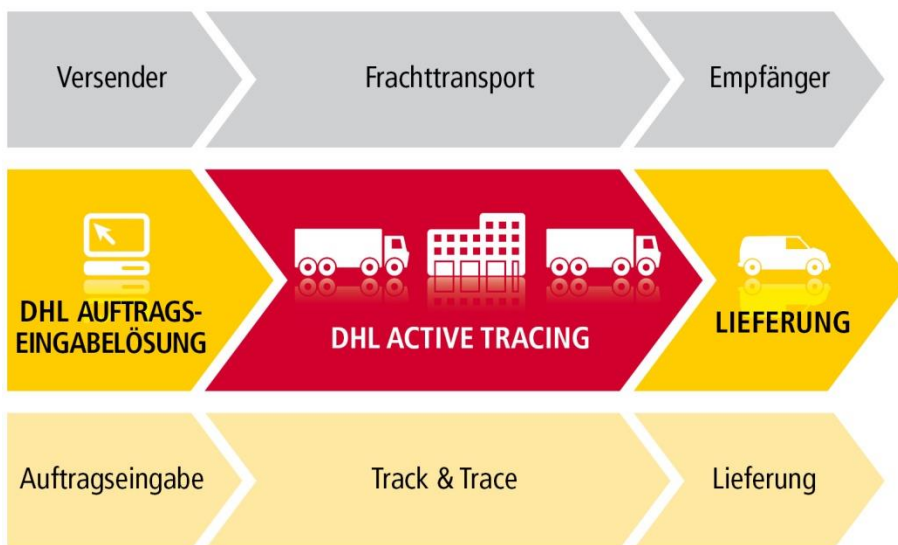 Versender
Frachttransport
Empfänger
DHL AUFTRAGS-
EINGABELÖSUNG
DHL ACTIVE TRACING
LIEFERUNG
Auftragseingabe
Track & Trace
Lieferung